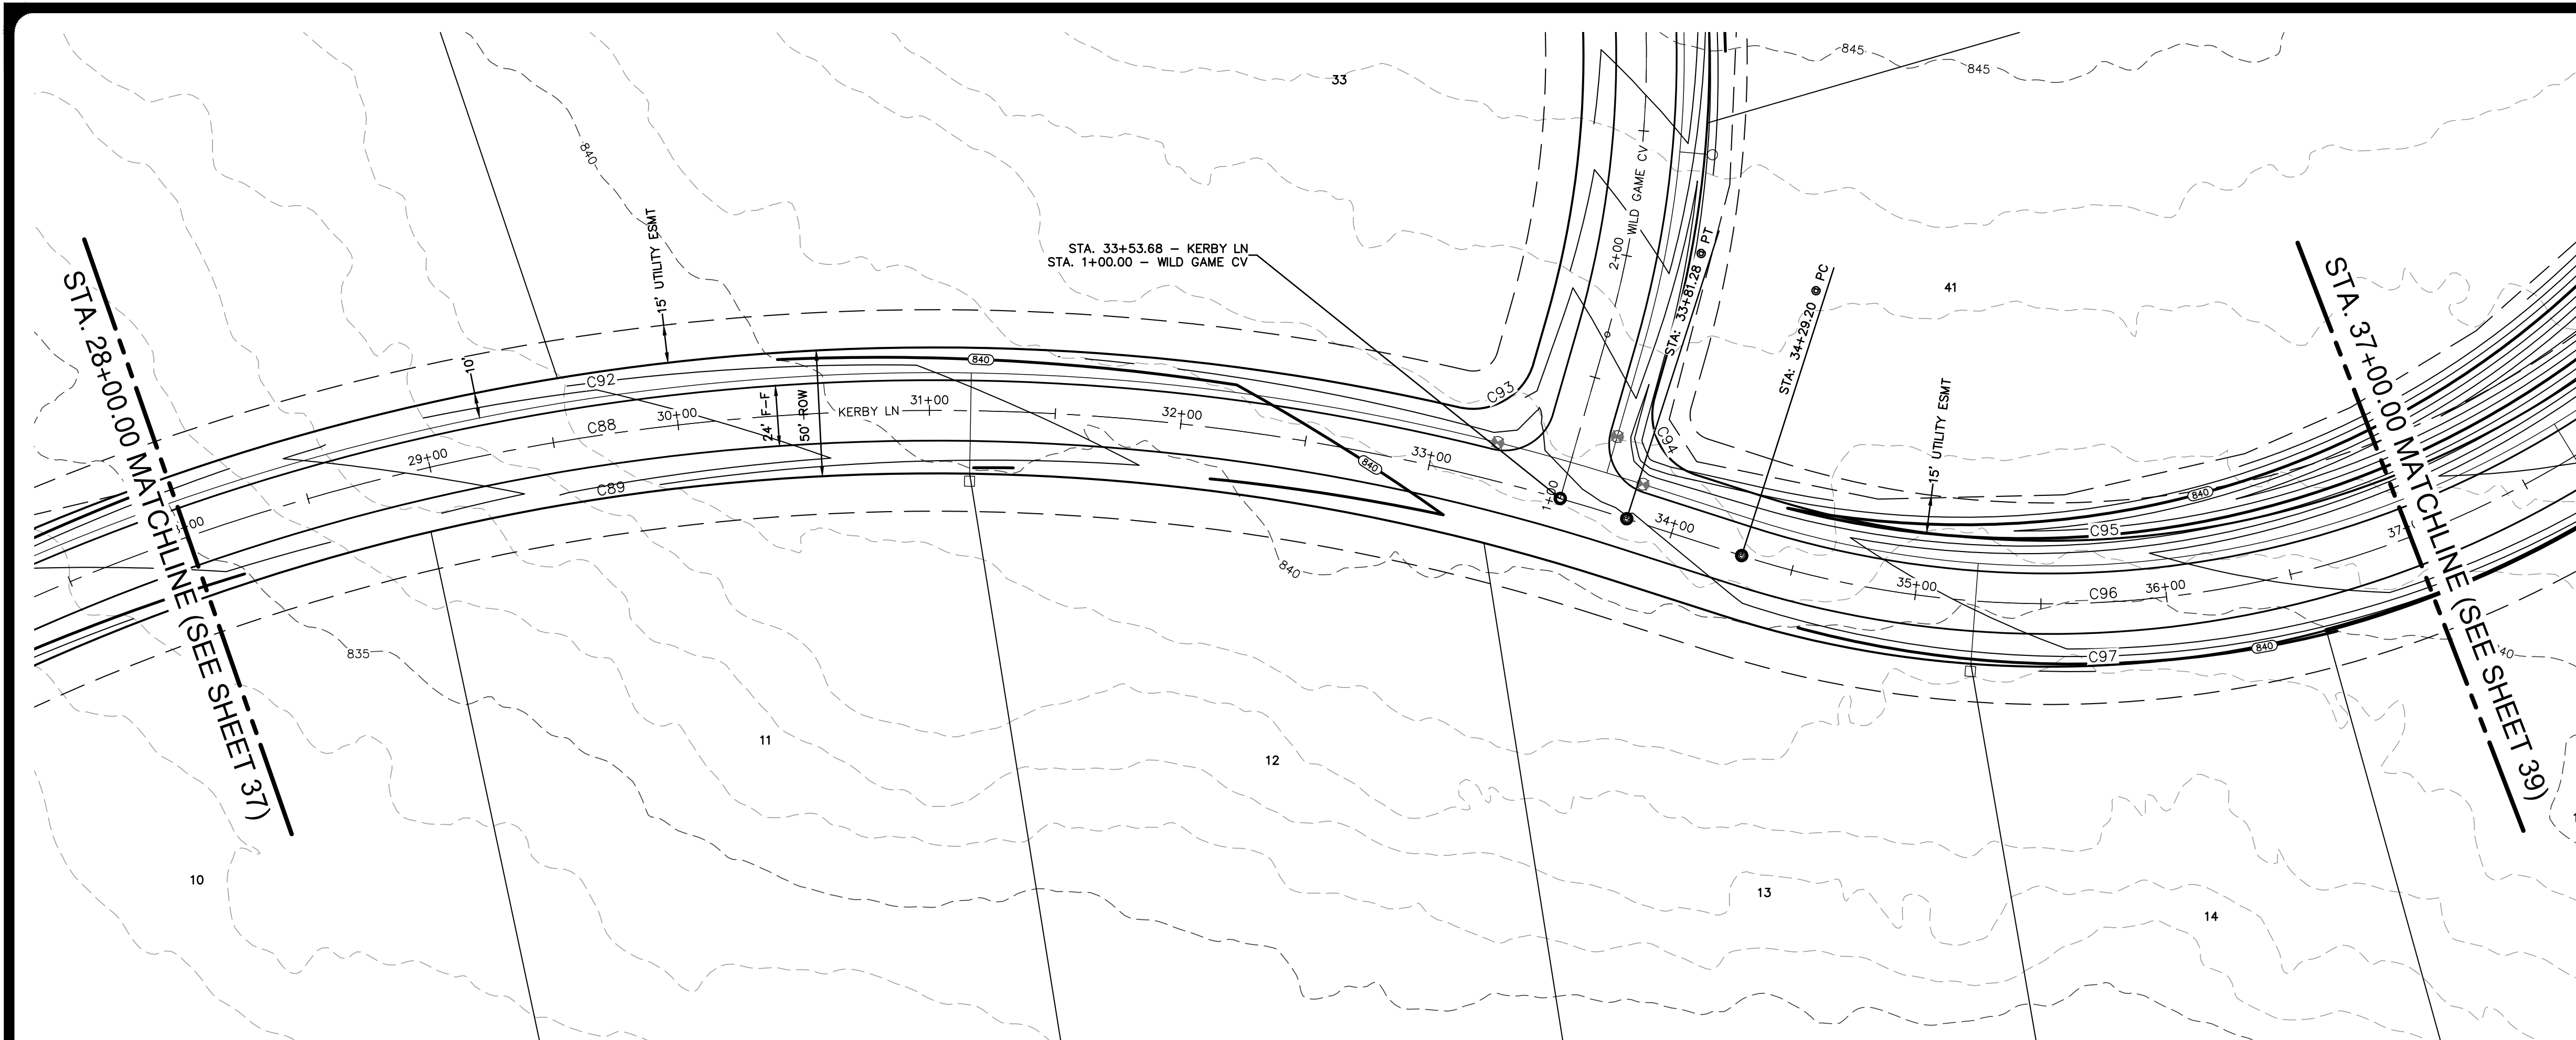 845
845
33
840
15' UTILITY ESMT
STA. 33+53.68 – KERBY LN
STA. 1+00.00 – WILD GAME CV
WILD GAME CV
2+00
STA: 33+81.28 @ PT
STA: 34+29.20 @ PC
41
STA. 28+00.00 MATCHLINE (SEE SHEET 37)
STA. 37+00.00 MATCHLINE (SEE SHEET 39)
10'
C92
840
C93
24' F-F
50' ROW
KERBY LN
31+00
32+00
30+00
C88
29+00
C89
33+00
840
1+00
C94
34+00
15' UTILITY ESMT
840
C95
35+00
C96
36+00
840
835
C97
840
11
12
10
13
14